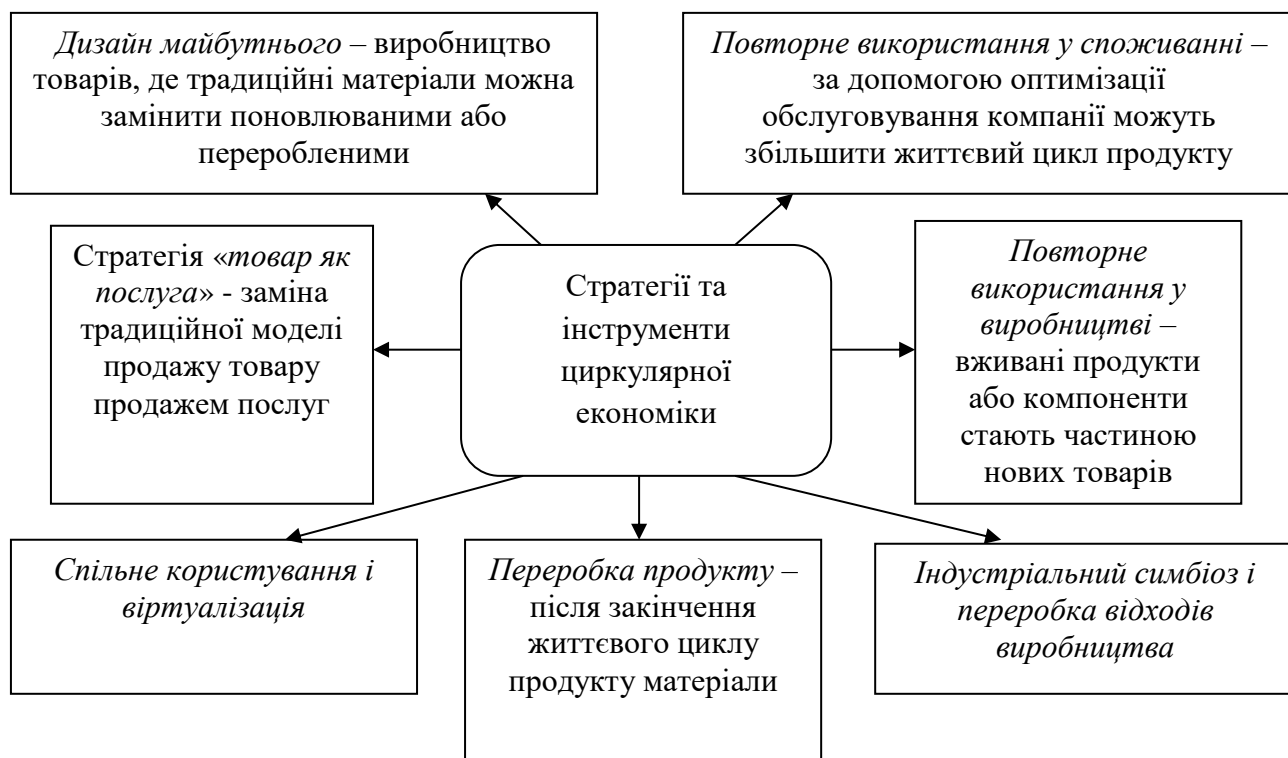 Дизайн майбутнього – виробництво
товарів, де традиційні матеріали можна
замінити поновлюваними або
переробленими
Повторне використання у споживанні –
за допомогою оптимізації
обслуговування компанії можуть
збільшити життєвий цикл продукту
Стратегія «товар як
послуга» - заміна
традиційної моделі
продажу товару
продажем послуг
Стратегії та
інструменти
циркулярної
економіки
Повторне
використання у
виробництві –
вживані продукти
або компоненти
стають частиною
нових товарів
Спільне користування і
віртуалізація
Переробка продукту –
після закінчення
життєвого циклу
продукту матеріали
Індустріальний симбіоз і
переробка відходів
виробництва